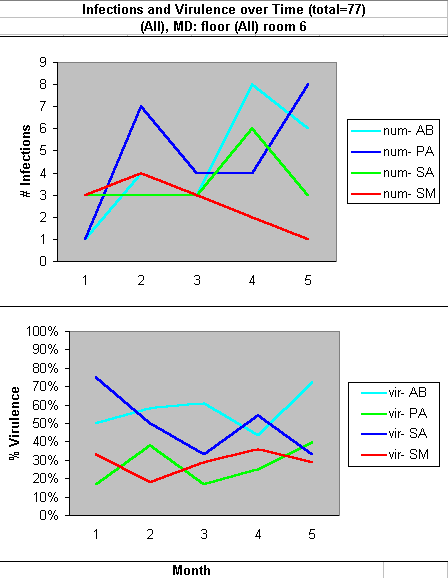 Infections and Virulence over Time (total=77)
(All), MD: floor (All) room 6
# Infections
9
8
7
6
5
4
3
2
1
0
1 2 3 4 5
num- AB
num- PA
num- SA
num- SM
% Virulence
100%
90%
80%
70%
60%
50%
40%
30%
20%
10%
0%
1 2 3 4 5
vir- AB
vir- PA
vir- SA
vir- SM
Month